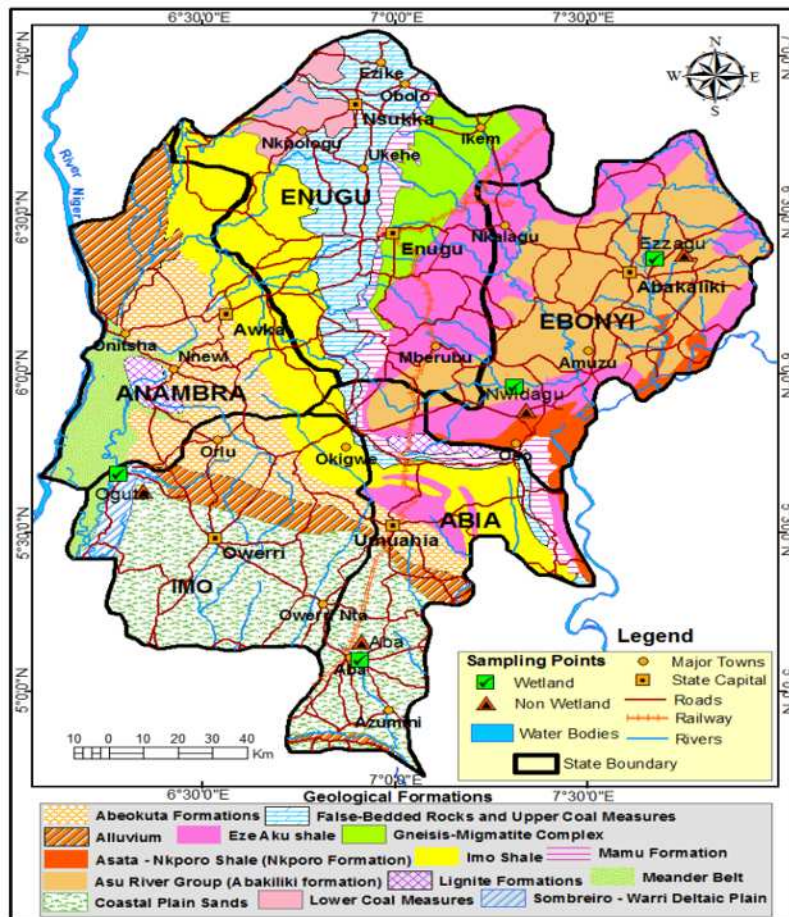 6°30'0"E 7°0'0"E 7°30'0"E
7°0'0"N
6°30'0"N
6°0'0"N
5°30'0"N
5°0'0"N
N
W E
S
River Niger
Ezike
Obolo
Nsukka
Nkpologu
Ikem
Ukehe
ENUGU
Enugu
Nkalagu
Ezzagu
Abakaliki
EBONYI
Awka
Onitsha
Nnewi
Mberubu
Amuzu
ANAMBRA
Nwidagu
Orlu
Okigwe
Oguta
ABIA
Umuahia
Owerri
IMO
Owerri Nta
Aba
Aba
Azumini
10 0 10 20 30 40
Km
Legend
Sampling Points
Wetland
Non Wetland
Water Bodies
Major Towns
State Capital
Roads
Railway
Rivers
State Boundary
6°30'0"E 7°0'0"E 7°30'0"E
Geological Formations
Abeokuta Formations False-Bedded Rocks and Upper Coal Measures
Alluvium Eze Aku shale Gneisis-Migmatite Complex
Asata - Nkporo Shale (Nkporo Formation) Imo Shale Mamu Formation
Asu River Group (Abakiliki formation) Lignite Formations Meander Belt
Coastal Plain Sands Lower Coal Measures Sombreiro - Warri Deltaic Plain